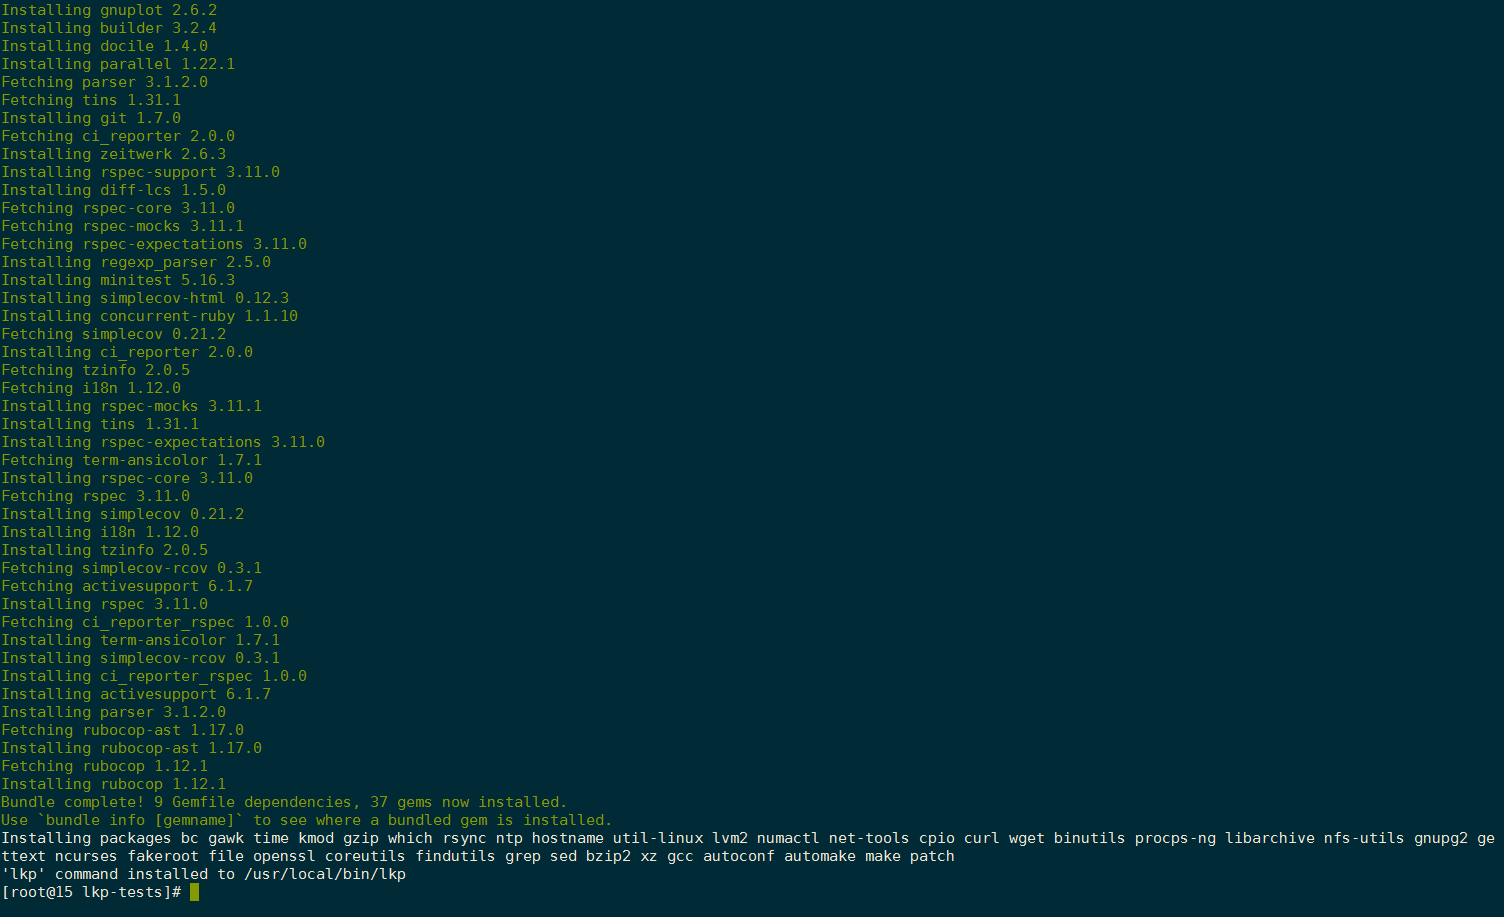 Installing gnuplot 2.6.2
Installing builder 3.2.4
Installing docile 1.4.0
Installing parallel 1.22.1
Fetching parser 3.1.2.0
Fetching tins 1.31.1
Installing git 1.7.0
Fetching ci_reporter 2.0.0
Installing zeitwerk 2.6.3
Installing rspec-support 3.11.0
Installing diff-lcs 1.5.0
Fetching rspec-core 3.11.0
Fetching rspec-mocks 3.11.1
Fetching rspec-expectations 3.11.0
Installing regexp_parser 2.5.0
Installing minitest 5.16.3
Installing simplecov-html 0.12.3
Installing concurrent-ruby 1.1.10
Fetching simplecov 0.21.2
Installing ci_reporter 2.0.0
Fetching tzinfo 2.0.5
Fetching i18n 1.12.0
Installing rspec-mocks 3.11.1
Installing tins 1.31.1
Installing rspec-expectations 3.11.0
Fetching term-ansicolor 1.7.1
Installing rspec-core 3.11.0
Fetching rspec 3.11.0
Installing simplecov 0.21.2
Installing i18n 1.12.0
Installing tzinfo 2.0.5
Fetching simplecov-rcov 0.3.1
Fetching activesupport 6.1.7
Installing rspec 3.11.0
Fetching ci_reporter_rspec 1.0.0
Installing term-ansicolor 1.7.1
Installing simplecov-rcov 0.3.1
Installing ci_reporter_rspec 1.0.0
Installing activesupport 6.1.7
Installing parser 3.1.2.0
Fetching rubocop-ast 1.17.0
Installing rubocop-ast 1.17.0
Fetching rubocop 1.12.1
Installing rubocop 1.12.1
Bundle complete! 9 Gemfile dependencies, 37 gems now installed.
Use `bundle info [gemname]` to see where a bundled gem is installed.
Installing packages bc gawk time kmod gzip which rsync ntp hostname util-linux lvm2 numactl net-tools cpio curl wget binutils procps-ng libarchive nfs-utils gnupg2 ge
ttext ncurses fakeroot file openssl coreutils findutils grep sed bzip2 xz gcc autoconf automake make patch
'lkp' command installed to /usr/local/bin/lkp
[root@15 lkp-tests]#